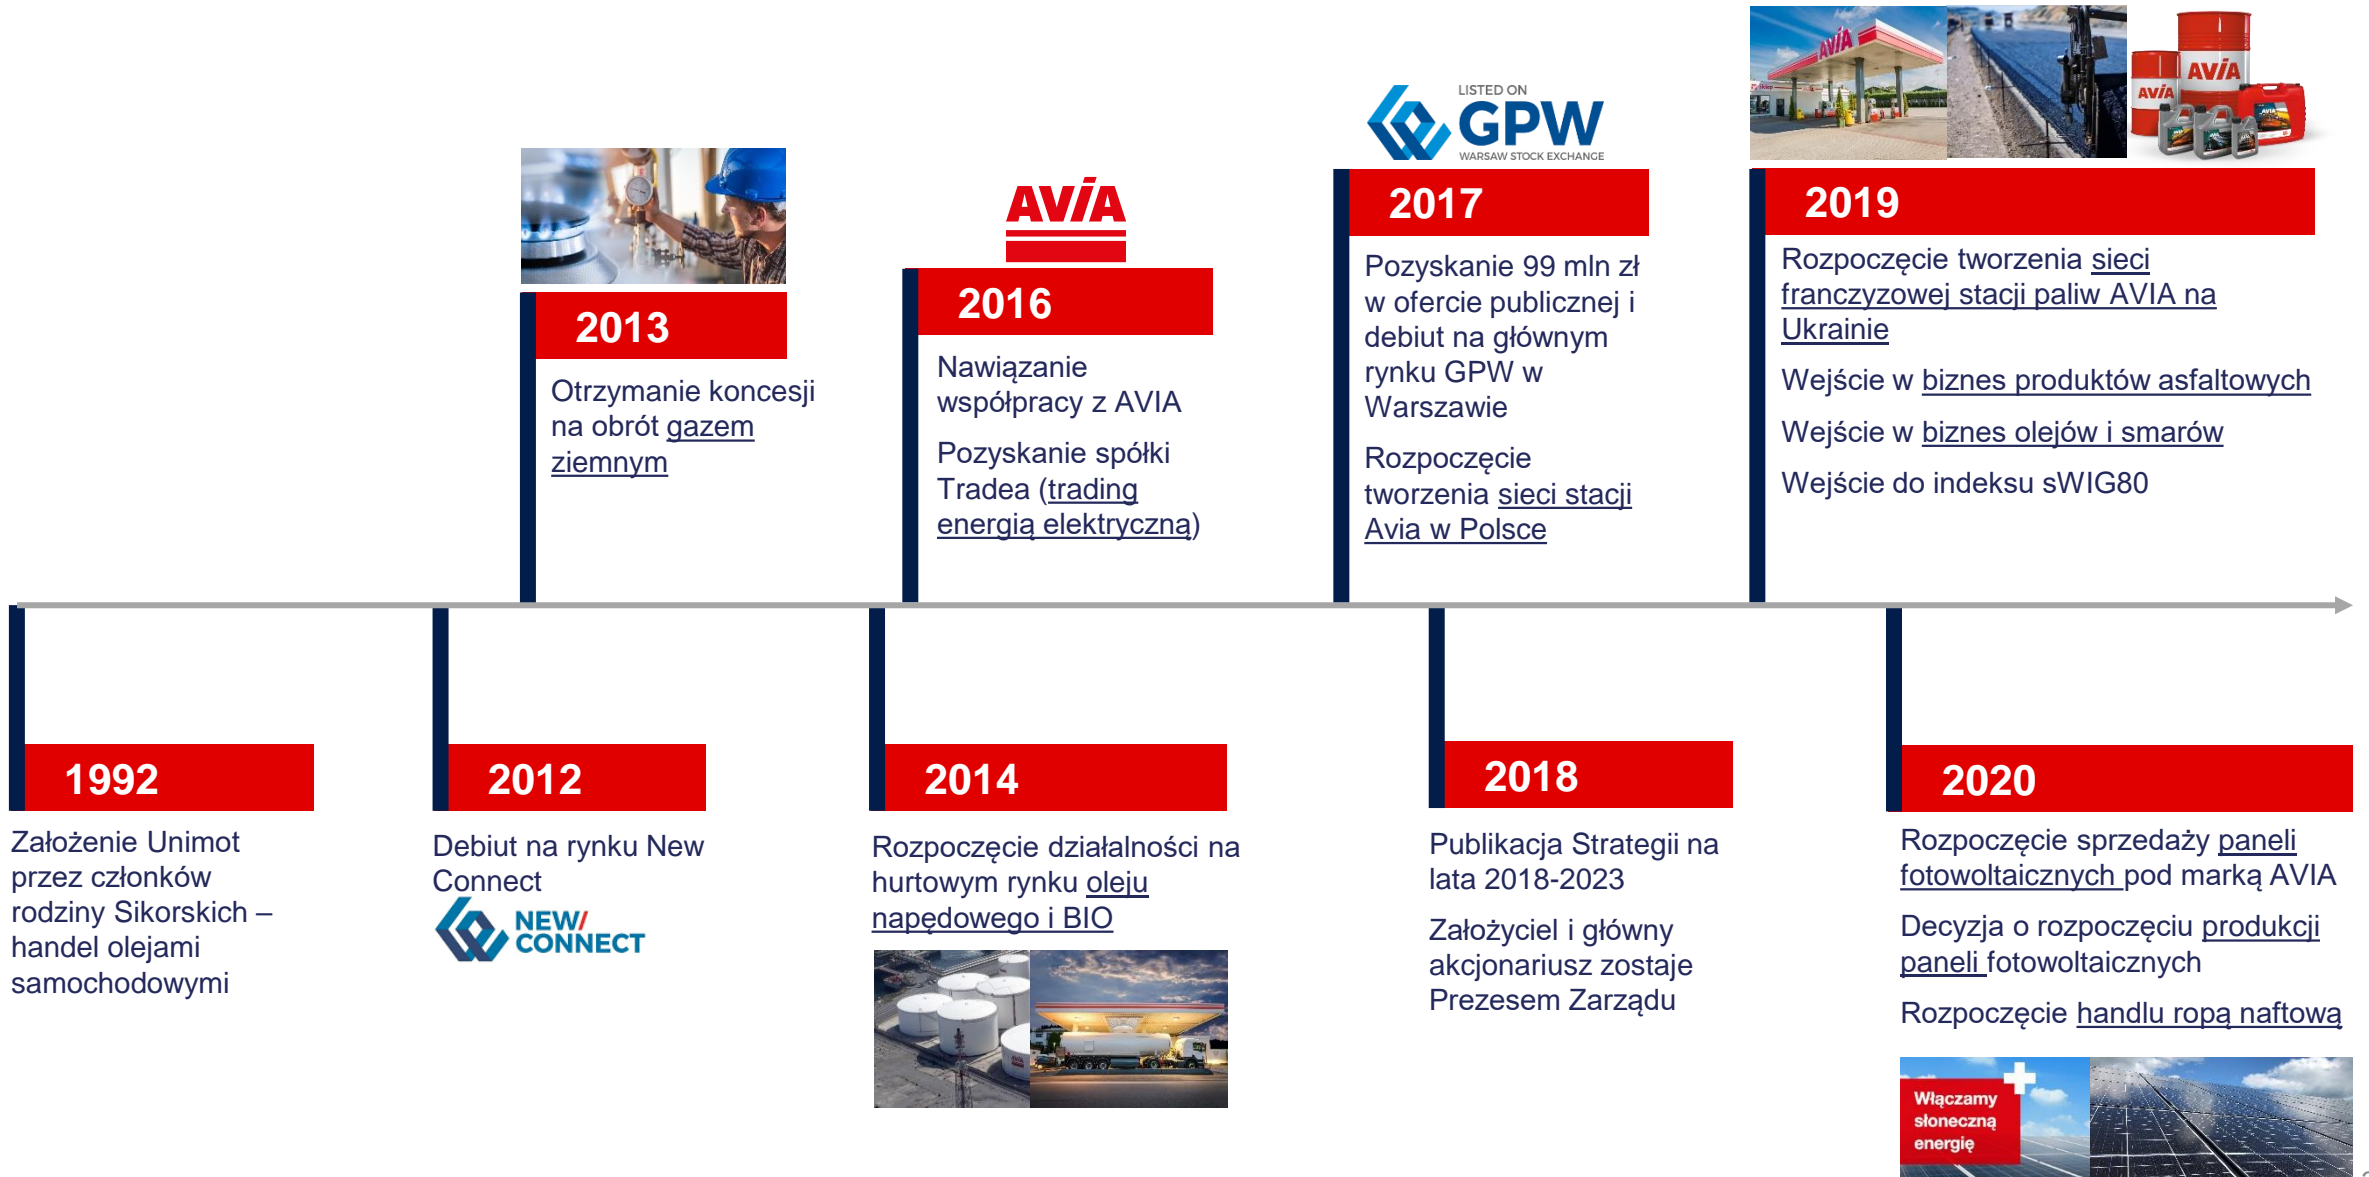 LISTED ON
GPW
WARSAW STOCK EXCHANGE
AVIA
AVIA
AVIA
2013
Otrzymanie koncesji
na obrót gazem
ziemnym
AVIA
2016
Nawiązanie
współpracy z AVIA
Pozyskanie spółki
Tradea (trading
energią elektryczną)
2017
Pozyskanie 99 mln zł
w ofercie publicznej i
debiut na głównym
rynku GPW w
Warszawie
Rozpoczęcie
tworzenia sieci stacji
Avia w Polsce
2019
Rozpoczęcie tworzenia sieci
franczyzowej stacji paliw AVIA na
Ukrainie
Wejście w biznes produktów asfaltowych
Wejście w biznes olejów i smarów
Wejście do indeksu sWIG80
1992
Założenie Unimot
przez członków
rodziny Sikorskich –
handel olejami
samochodowymi
2012
Debiut na rynku New
Connect
NEW/
CONNECT
2014
Rozpoczęcie działalności na
hurtowym rynku oleju
napędowego i BIO
2018
Publikacja Strategii na
lata 2018-2023
Założyciel i główny
akcjonariusz zostaje
Prezesem Zarządu
2020
Rozpoczęcie sprzedaży paneli
fotowoltaicznych pod marką AVIA
Decyzja o rozpoczęciu produkcji
paneli fotowoltaicznych
Rozpoczęcie handlu ropą naftową
Włączamy
słoneczną
energię